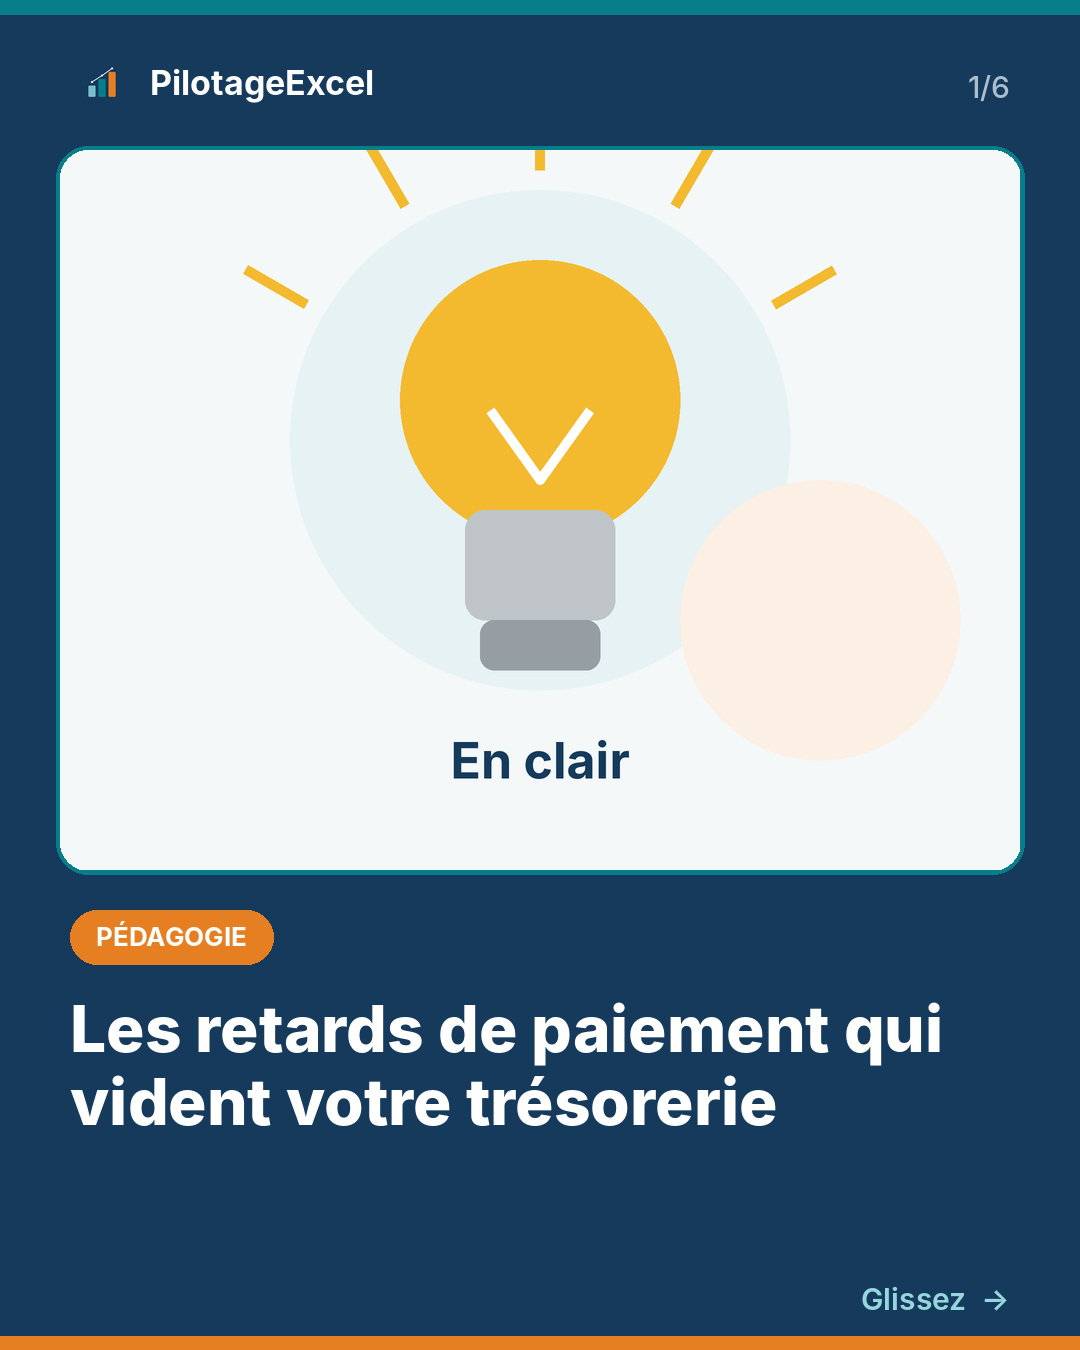 PilotageExcel
1/6
En clair
PÉDAGOGIE
Les retards de paiement qui
vident votre trésorerie
Glissez →